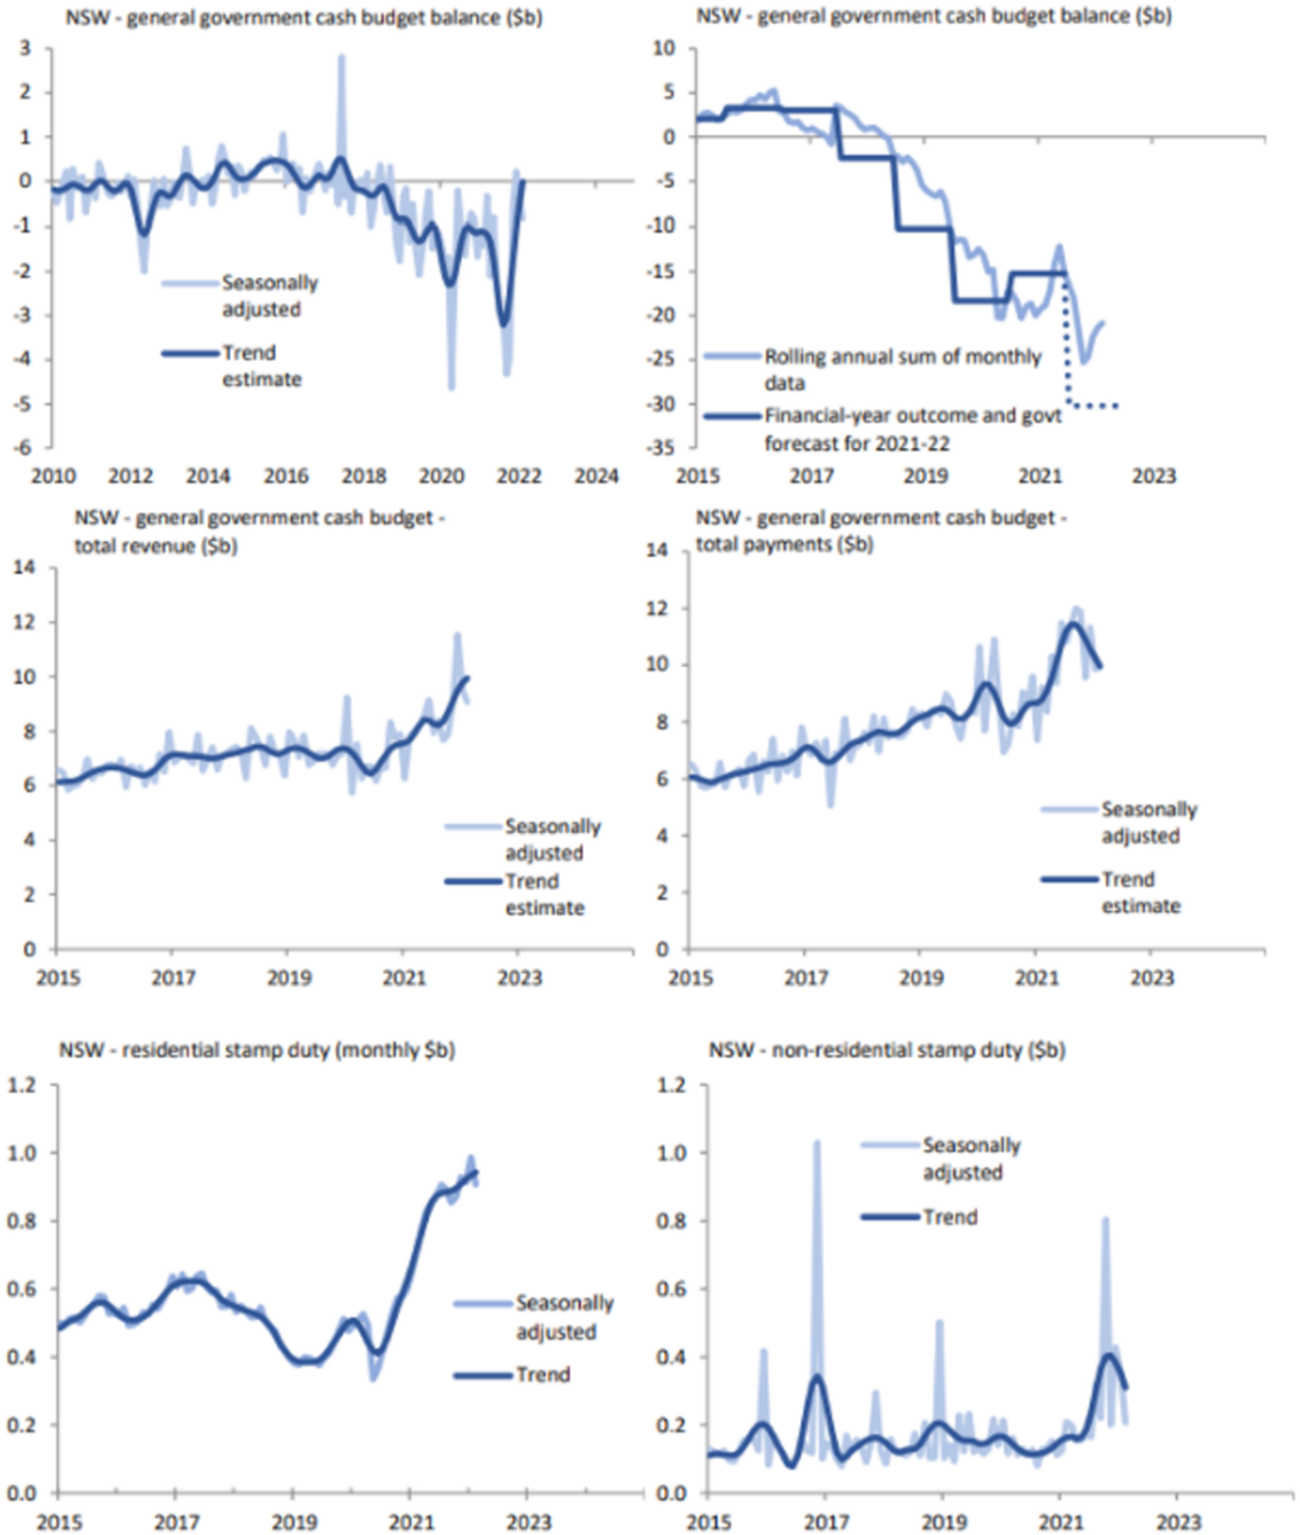 NSW - general government cash budget balance ($b)
3
2
1
0
-1
-2
-3
-4
-5
-6
2010 2012 2014 2016 2018 2020 2022 2024
Seasonally
adjusted
Trend
estimate
NSW - general government cash budget balance ($b)
10
5
0
-5
-10
-15
-20
-25
-30
-35
2015 2017 2019 2021 2023
Rolling annual sum of monthly
data
Financial-year outcome and govt
forecast for 2021-22
NSW - general government cash budget -
total revenue ($b)
14
12
10
8
6
4
2
0
2015 2017 2019 2021 2023
Seasonally
adjusted
Trend
estimate
NSW - general government cash budget -
total payments ($b)
14
12
10
8
6
4
2
0
2015 2017 2019 2021 2023
Seasonally
adjusted
Trend
estimate
NSW - residential stamp duty (monthly $b)
1.2
1.0
0.8
0.6
0.4
0.2
0.0
2015 2017 2019 2021 2023
Seasonally
adjusted
Trend
NSW - non-residential stamp duty ($b)
1.2
1.0
0.8
0.6
0.4
0.2
0.0
2015 2017 2019 2021 2023
Seasonally
adjusted
Trend